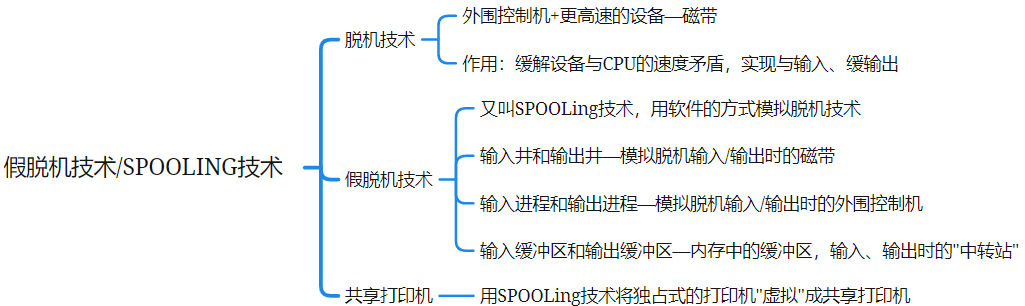 假脱机技术/SPOOLING技术
脱机技术
外围控制机+更高速的设备—磁带
作用：缓解设备与CPU的速度矛盾，实现与输入、缓输出
假脱机技术
又叫SPOOLing技术，用软件的方式模拟脱机技术
输入井和输出井—模拟脱机输入/输出时的磁带
输入进程和输出进程—模拟脱机输入/输出时的外围控制机
输入缓冲区和输出缓冲区—内存中的缓冲区，输入、输出时的"中转站"
共享打印机
用SPOOLing技术将独占式的打印机"虚拟"成共享打印机